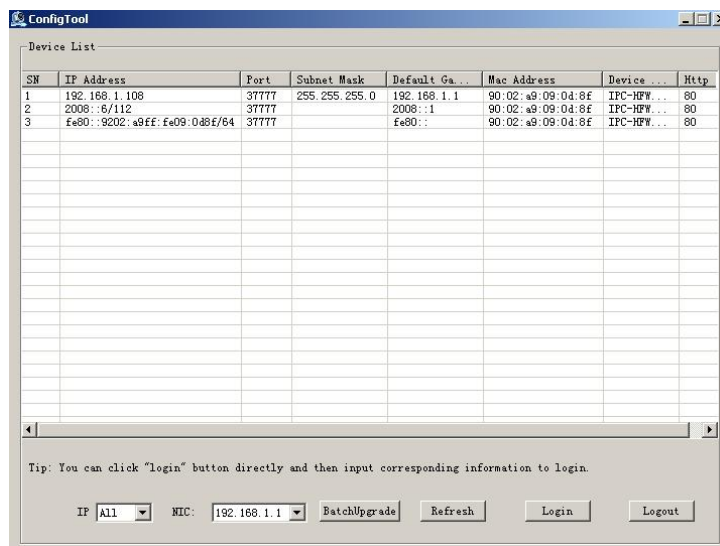 ConfigTool
Device List
SN IP Address Port Subnet Mask Default Ga... Mac Address Device ... Http
1 192.168.1.108 37777 255.255.255.0 192.168.1.1 90:02:a9:09:0d:8f IPC-HFW... 80
2 2008::6/112 37777 2008::1 90:02:a9:09:0d:8f IPC-HFW... 80
3 fe80::9202:a9ff:fe09:0d8f/64 37777 fe80:: 90:02:a9:09:0d:8f IPC-HFW... 80
Tip: You can click "login" button directly and then input corresponding information to login.
IP All NIC: 192.168.1.1 BatchUpgrade Refresh Login Logout